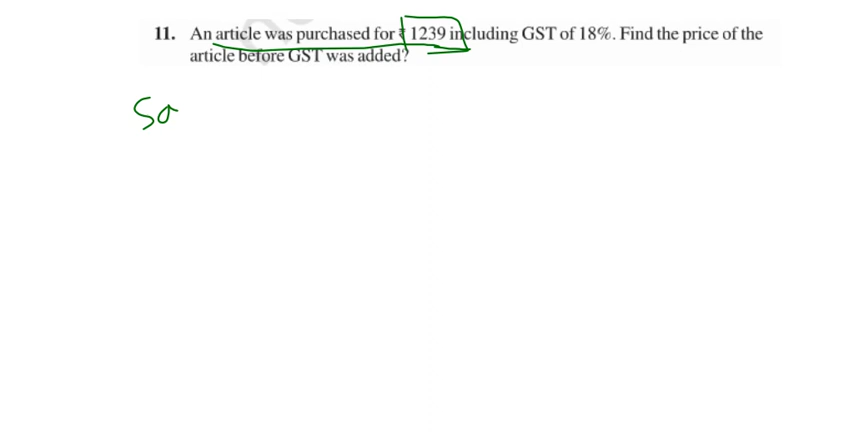 11. An article was purchased for ₹ 1239 including GST of 18%. Find the price of the
article before GST was added?
So